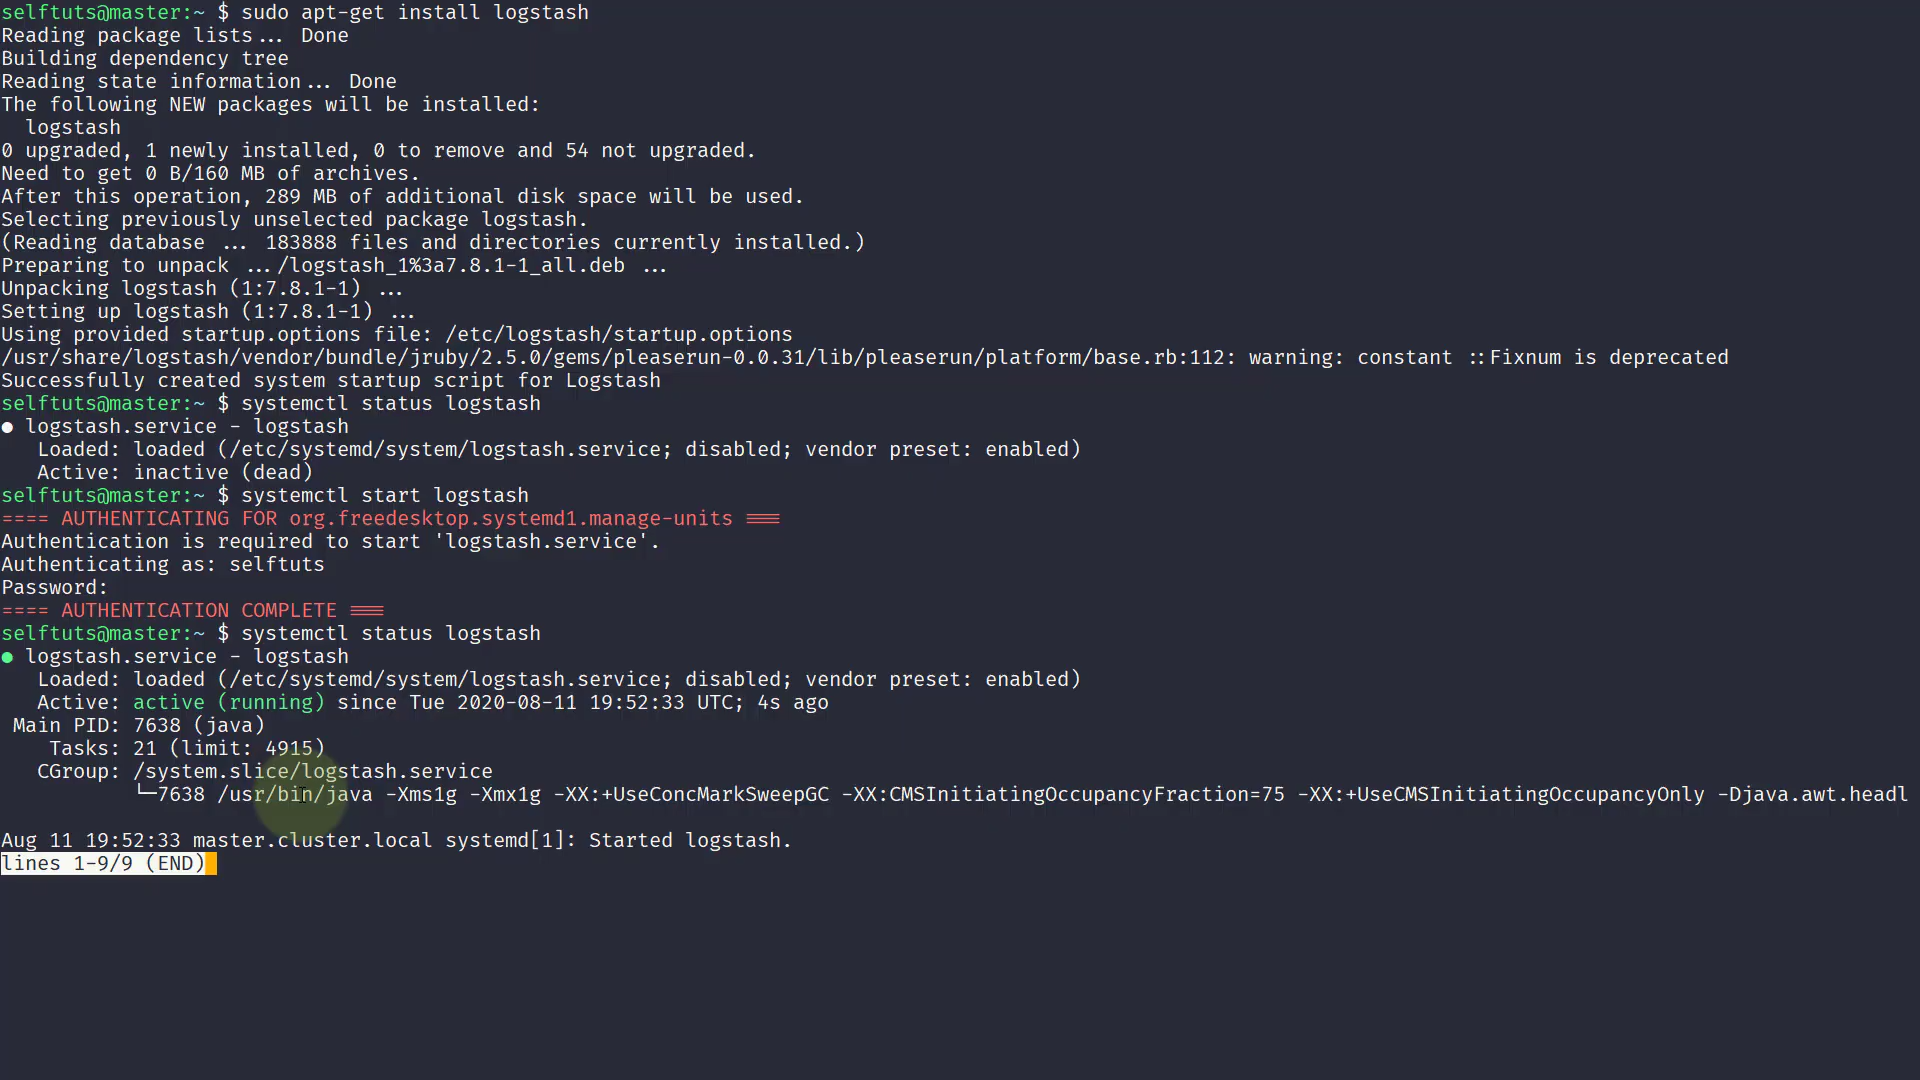 selftuts@master:~ $ sudo apt-get install logstash
Reading package lists... Done
Building dependency tree
Reading state information... Done
The following NEW packages will be installed:
  logstash
0 upgraded, 1 newly installed, 0 to remove and 54 not upgraded.
Need to get 0 B/160 MB of archives.
After this operation, 289 MB of additional disk space will be used.
Selecting previously unselected package logstash.
(Reading database ... 183888 files and directories currently installed.)
Preparing to unpack .../logstash_1%3a7.8.1-1_all.deb ...
Unpacking logstash (1:7.8.1-1) ...
Setting up logstash (1:7.8.1-1) ...
Using provided startup.options file: /etc/logstash/startup.options
/usr/share/logstash/vendor/bundle/jruby/2.5.0/gems/pleaserun-0.0.31/lib/pleaserun/platform/base.rb:112: warning: constant ::Fixnum is deprecated
Successfully created system startup script for Logstash
selftuts@master:~ $ systemctl status logstash
● logstash.service - logstash
   Loaded: loaded (/etc/systemd/system/logstash.service; disabled; vendor preset: enabled)
   Active: inactive (dead)
selftuts@master:~ $ systemctl start logstash
==== AUTHENTICATING FOR org.freedesktop.systemd1.manage-units ===
Authentication is required to start 'logstash.service'.
Authenticating as: selftuts
Password:
==== AUTHENTICATION COMPLETE ===
selftuts@master:~ $ systemctl status logstash
● logstash.service - logstash
   Loaded: loaded (/etc/systemd/system/logstash.service; disabled; vendor preset: enabled)
   Active: active (running) since Tue 2020-08-11 19:52:33 UTC; 4s ago
 Main PID: 7638 (java)
    Tasks: 21 (limit: 4915)
   CGroup: /system.slice/logstash.service
           └─7638 /usr/bin/java -Xms1g -Xmx1g -XX:+UseConcMarkSweepGC -XX:CMSInitiatingOccupancyFraction=75 -XX:+UseCMSInitiatingOccupancyOnly -Djava.awt.headl

Aug 11 19:52:33 master.cluster.local systemd[1]: Started logstash.
lines 1-9/9 (END)